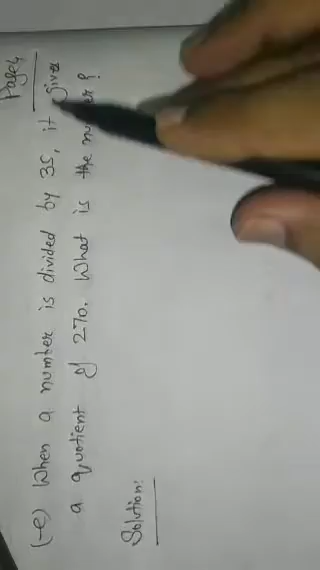 Page4
(-e) When a number is divided by 35, it gives
a quotient of 270. What is the number?
Solution: